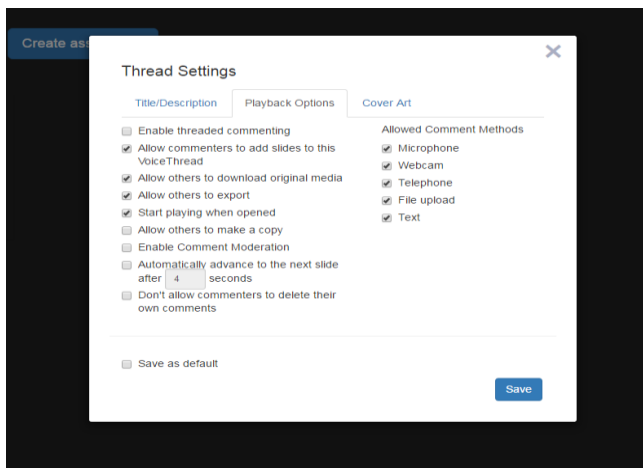 Create ass
Thread Settings
Title/Description
Playback Options
Cover Art
Enable threaded commenting
Allow commenters to add slides to this
VoiceThread
Allow others to download original media
Allow others to export
Start playing when opened
Allow others to make a copy
Enable Comment Moderation
Automatically advance to the next slide
after 4 seconds
Don't allow commenters to delete their
own comments
Allowed Comment Methods
Microphone
Webcam
Telephone
File upload
Text
Save as default
Save